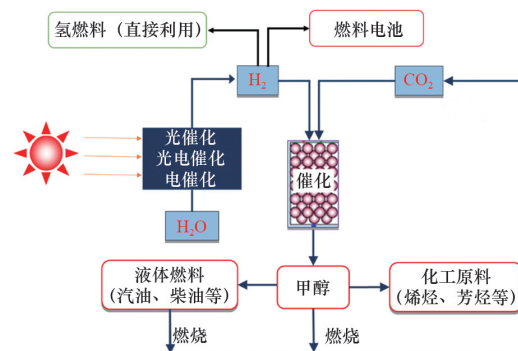 氢燃料（直接利用）
燃料电池
H₂
CO₂
光催化
光电催化
电催化
催化
H₂O
液体燃料
(汽油、柴油等)
甲醇
化工原料
(烯烃、芳烃等)
燃烧
燃烧